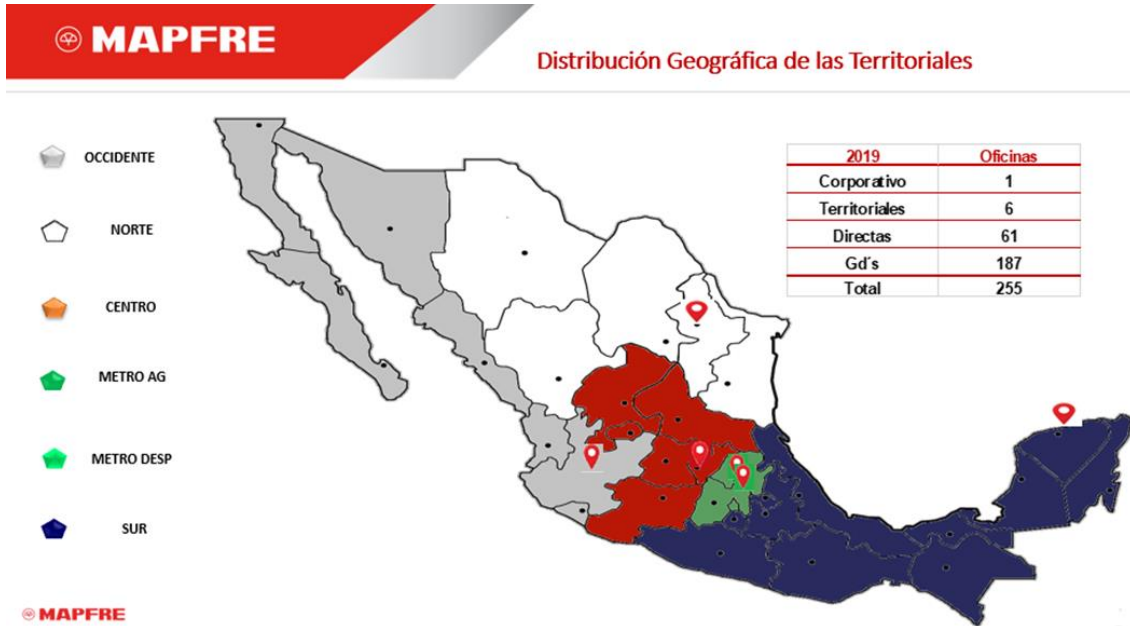 MAPFRE
Distribución Geográfica de las Territoriales
OCCIDENTE
NORTE
CENTRO
METRO AG
METRO DESP
SUR
2019 Oficinas
Corporativo 1
Territoriales 6
Directas 61
Gd´s 187
Total 255
MAPFRE